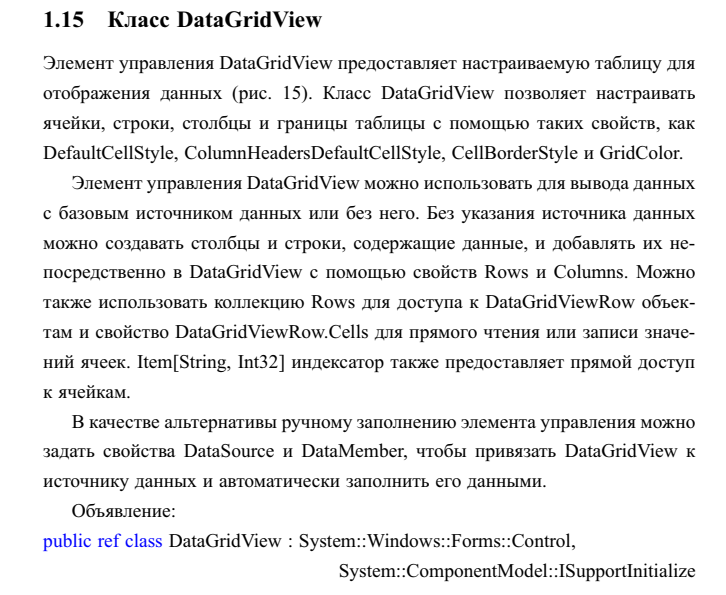 1.15 Класс DataGridView
Элемент управления DataGridView предоставляет настраиваемую таблицу для
отображения данных (рис. 15). Класс DataGridView позволяет настраивать
ячейки, строки, столбцы и границы таблицы с помощью таких свойств, как
DefaultCellStyle, ColumnHeadersDefaultCellStyle, CellBorderStyle и GridColor.
Элемент управления DataGridView можно использовать для вывода данных
с базовым источником данных или без него. Без указания источника данных
можно создавать столбцы и строки, содержащие данные, и добавлять их не-
посредственно в DataGridView с помощью свойств Rows и Columns. Можно
также использовать коллекцию Rows для доступа к DataGridViewRow объек-
там и свойство DataGridViewRow.Cells для прямого чтения или записи значе-
ний ячеек. Item[String, Int32] индексатор также предоставляет прямой доступ
к ячейкам.
В качестве альтернативы ручному заполнению элемента управления можно
задать свойства DataSource и DataMember, чтобы привязать DataGridView к
источнику данных и автоматически заполнить его данными.
Объявление:
public ref class DataGridView : System::Windows::Forms::Control,
System::ComponentModel::ISupportInitialize